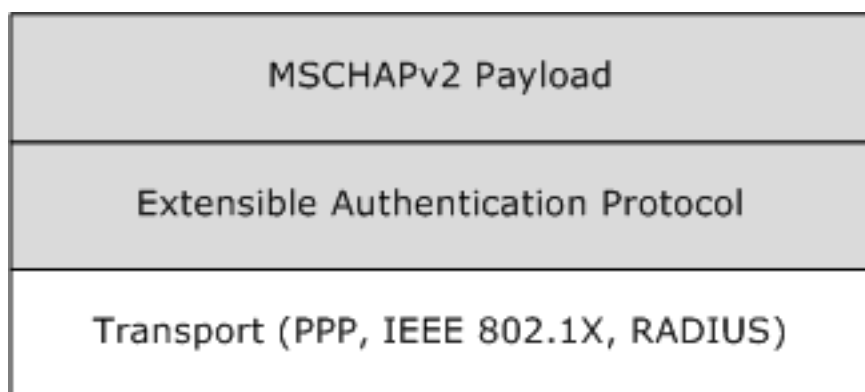 MSCHAPv2 Payload
Extensible Authentication Protocol
Transport (PPP, IEEE 802.1X, RADIUS)